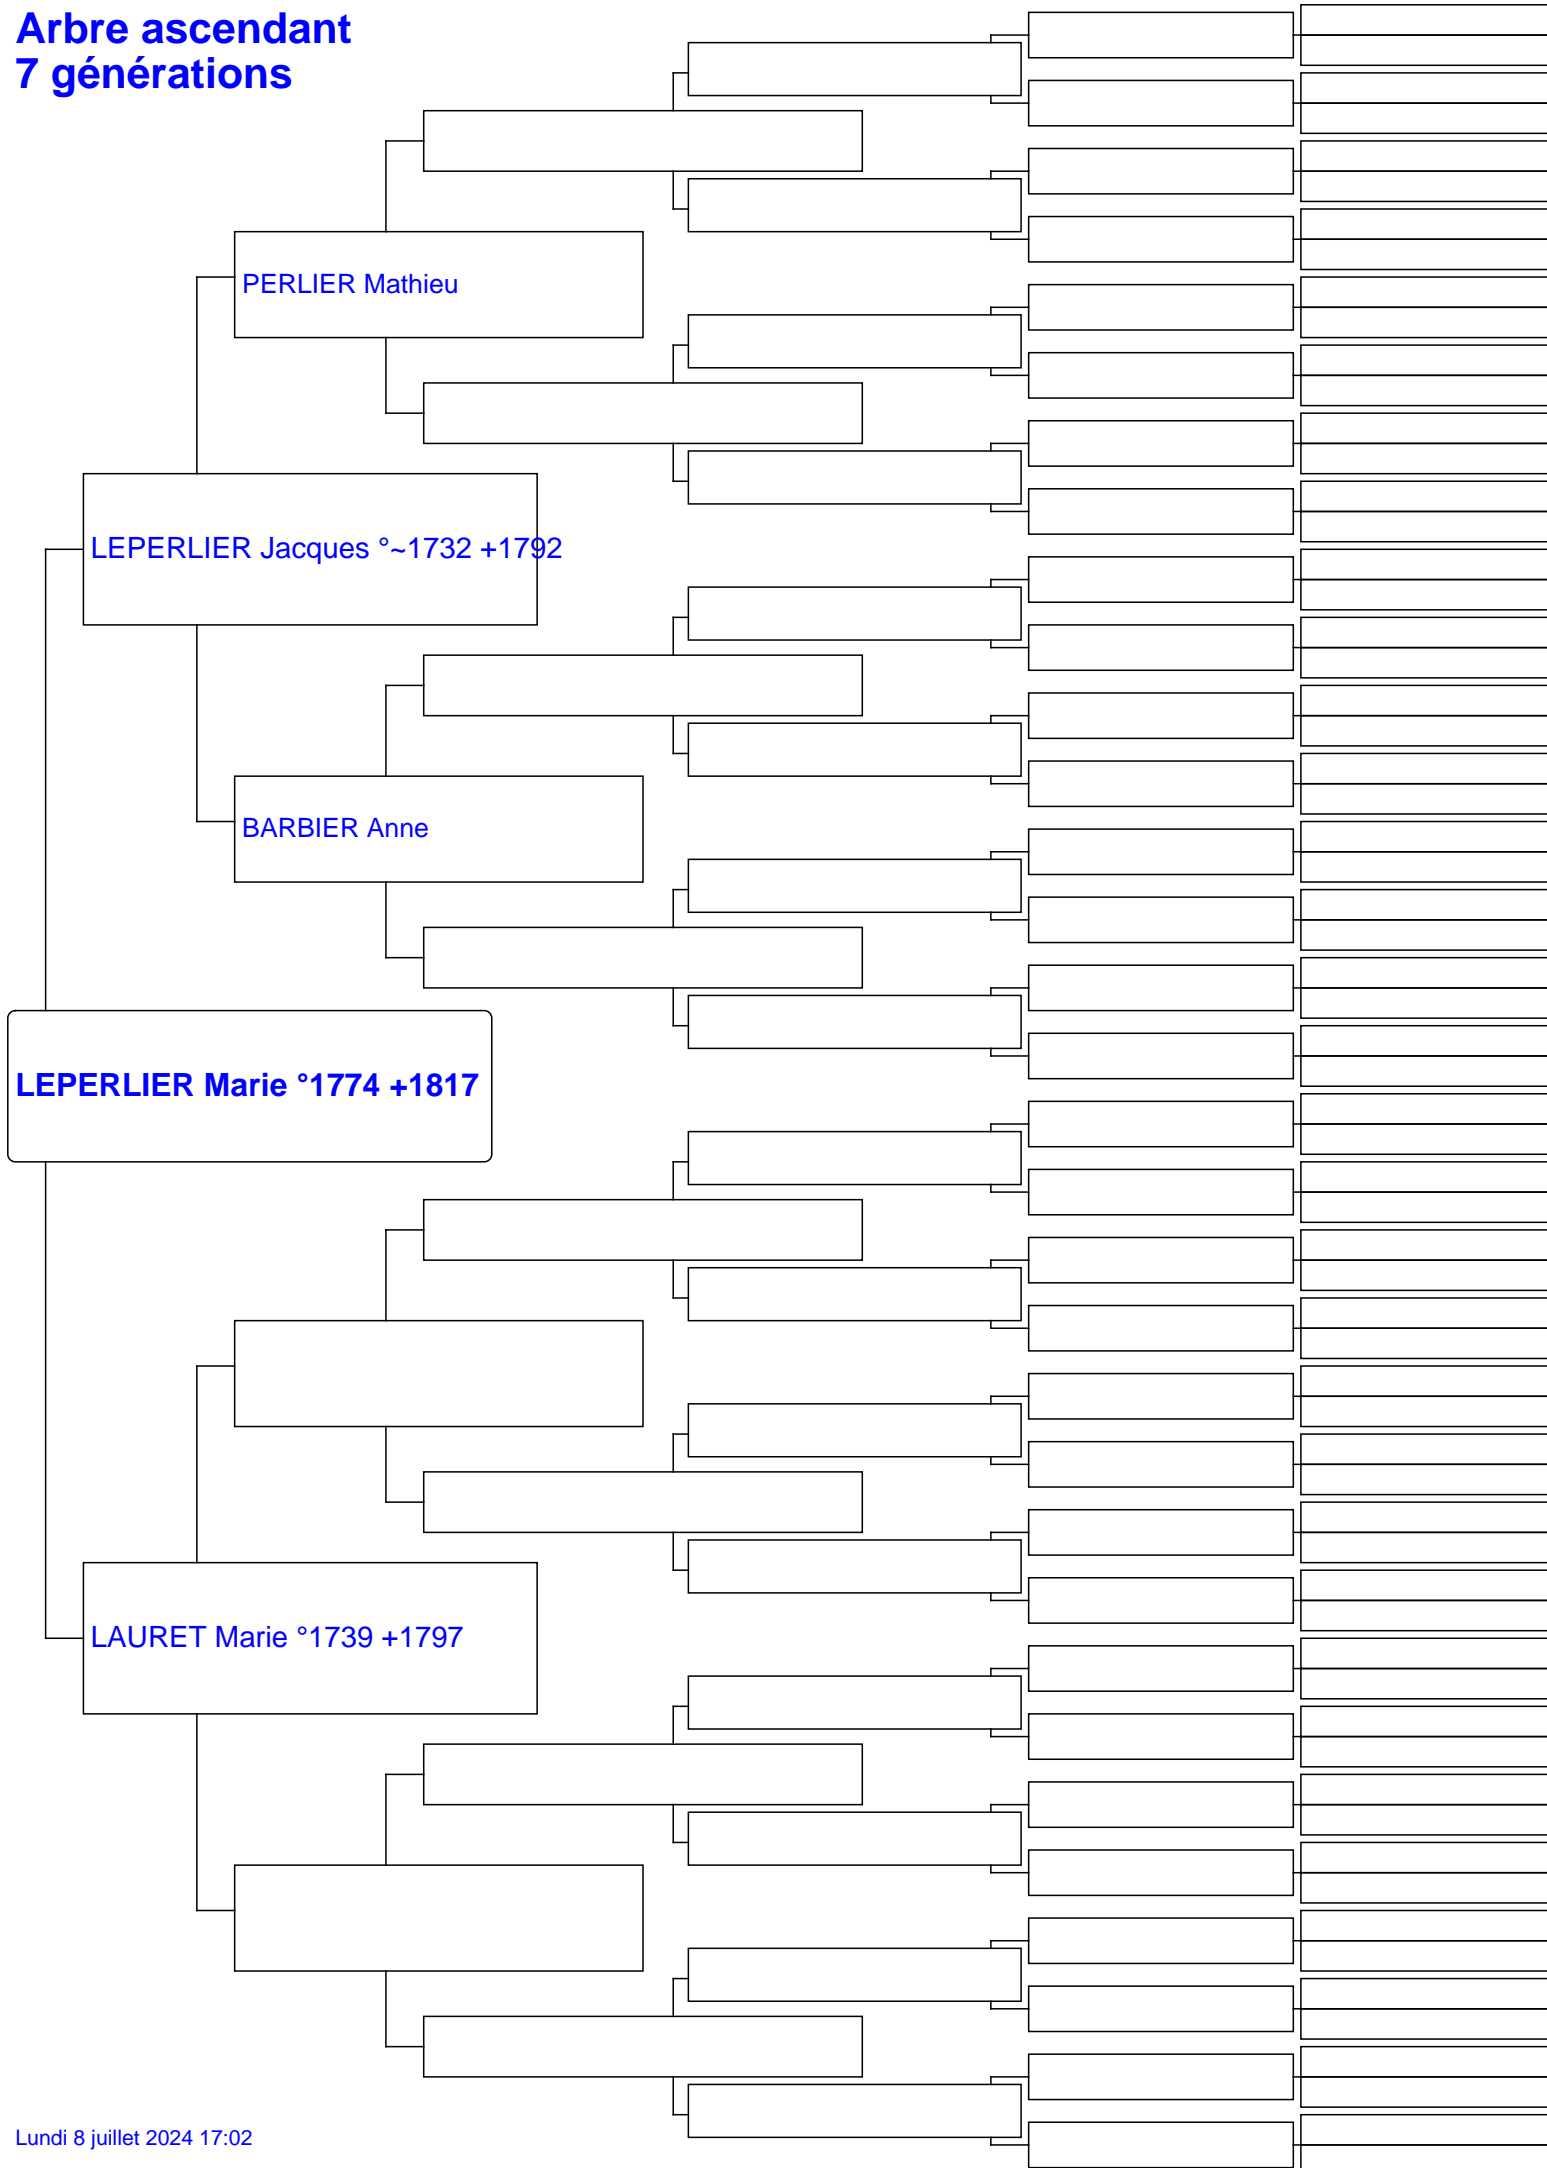 Arbre ascendant
7 générations
PERLIER Mathieu
LEPERLIER Jacques °~1732 +1792
BARBIER Anne
LEPERLIER Marie °1774 +1817
LAURET Marie °1739 +1797
Lundi 8 juillet 2024 17:02